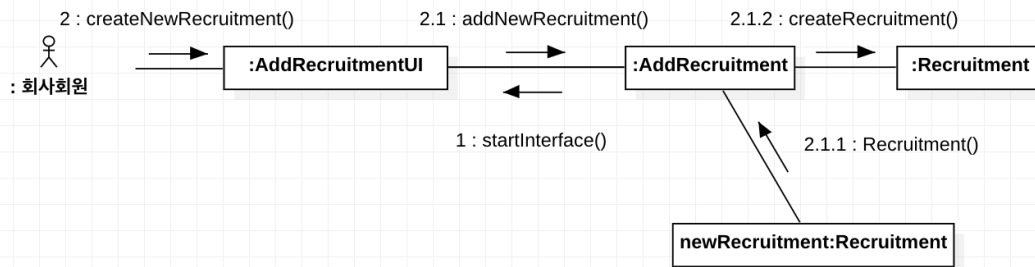 2 : createNewRecruitment()
2.1 : addNewRecruitment()
2.1.2 : createRecruitment()
:AddRecruitmentUI
:AddRecruitment
:Recruitment
: 회사회원
1 : startInterface()
2.1.1 : Recruitment()
newRecruitment:Recruitment